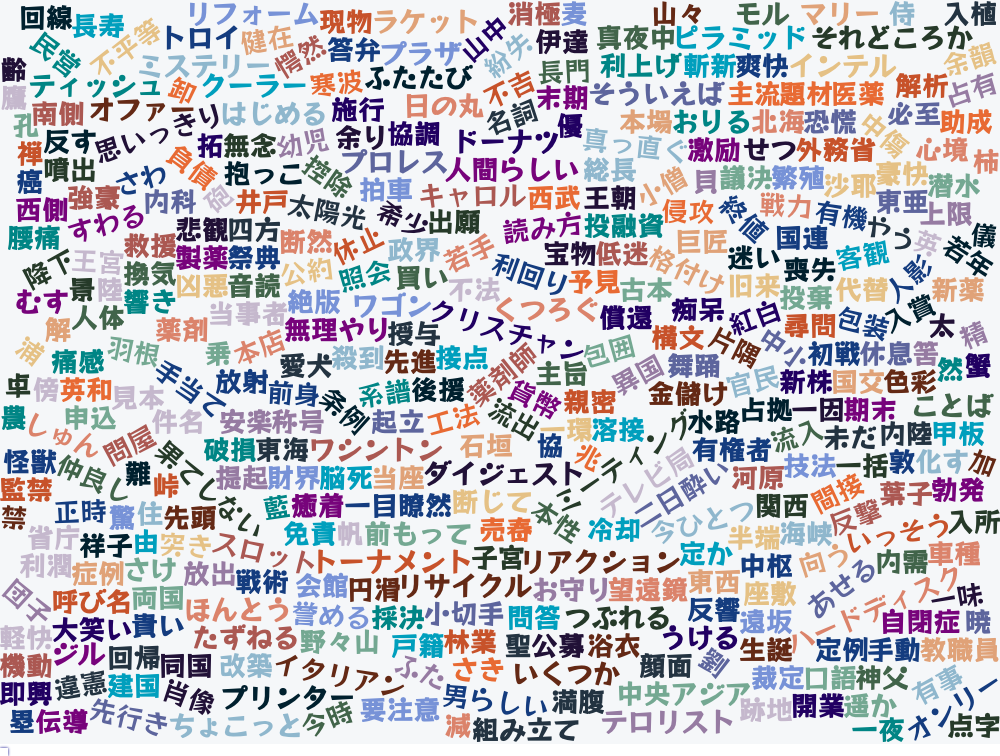 回線 長寿 リフォーム 現物 ラケット 消極 麦 山々 モル マリー 侍 入植
民営 不平等 トロイ 健在 愕然 答弁 プラザ 山中 紛失 伊達 真夜中 ピラミッド それどころか
齢 ティッシュ ミステリー 卸 クーラー 寒波 ふたたび 不吉 長門 利上げ 斬新 爽快 インテル 余韻
鷹 南側 オファー はじめる 施行 日の丸 名詞 末期 そういえば 主流 題材 医薬 解析 占有
孔 反す 思いっきり 拓 無念 幼児 余り 協調 ドーナツ 優 本場 おりる 北海 恐慌 中傷 必至 助成
禅 噴出 さわ 負債 抱っこ 控除 プロレス 人間らしい 真っ直ぐ 総長 激励 せつ 外務省 心境 柿
癌 強豪 内科 砲 井戸 太陽光 拍車 キャロル 西武 王朝 小僧 貝 議決 繁殖 沙耶 豪快 潜水
西側 すわる 悲観 四方 希少 出願 読み方 投融資 侵攻 戦力 有機 やう 東亜 上限
腰痛 救援 製薬 祭典 断然 休止 政界 若手 宝物 低迷 巨匠 迷い 国連 客観 英 若年 儀
降下 王宮 換気 凶悪 音読 公約 照会 買い 利回り 予見 格付け 喪失 人影
むす 景 陸 響き 絶版 ワゴン 不法 くつろぐ 古本 旧来 投棄 代替 新薬
解 人体 薬剤 当事者 無理やり 授与 クリスチャン 償還 痴呆 紅白 尋問 包装 入賞 太 精
浦 痛感 羽根 乗 本店 愛犬 殺到 先進 接点 薬剤師 主旨 包囲 異国 横文 片隅 舞踊 中小 初戦 休息 筈 然 蟹
卓 傍 英和 見本 手当て 放射 前身 条例 系譜 後援 貨幣 親密 金儲け 官民 新株 国交 色彩
農 しゅん 申込 件名 安楽 称号 起立 工法 流出 一環 溶接 水路 占拠 一因 期末 ことば
問屋 果てしない 破損 東海 ワシントン 石垣 協 兆 ミーティング 有権者 流入 未だ 内陸 甲板
怪獣 仲良し 難 峠 提起 財界 脳死 当座 ダイジェスト テレビ局 二日酔い 河原 技法 一括 敦 化す 加
監禁 正時 驚 住 先頭 藍 癒着 一目瞭然 断じて 本性 関西 間接 葉子 勃発
禁 省庁 祥子 由 突き スロット 免責 帆 前もって 売春 冷却 今ひとつ 半端 海峡 反撃 いっそう 入所
利潤 症例 さけ 放出 戦術 トーナメント 子宮 リアクション 定か 中枢 向う 内需 車種
団子 呼び名 両国 会館 円滑 リサイクル お守り 望遠鏡 東西 座敷 あせる ハードディスク 一味
軽快 大笑い 貴い ほんとう 誉める 採決 小切手 問答 つぶれる 反響 遠坂 自閉症 暁
機動 ジル 回帰 同国 たずねる 野々山 戸籍 林業 聖 公募 浴衣 うける 生誕 定例 手動 教職員
即興 違憲 建国 肖像 改築 イタリアン ふた さき いくつか 顔面 劉 裁定 口語 神父 有事
塁 伝導 先行き ちょこっと プリンター 今時 要注意 男らしい 満腹 中央アジア 跡地 開業 遥か オンリー
減 組み立て テロリスト 一夜 点字